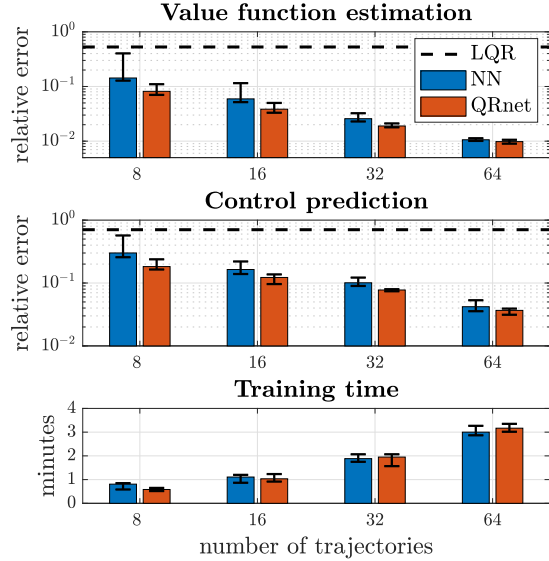 Value function estimation
relative error
10^0
10^-1
10^-2
LQR
NN
QRnet
8 16 32 64
Control prediction
relative error
10^0
10^-1
10^-2
8 16 32 64
Training time
minutes
4
3
2
1
0
8 16 32 64
number of trajectories